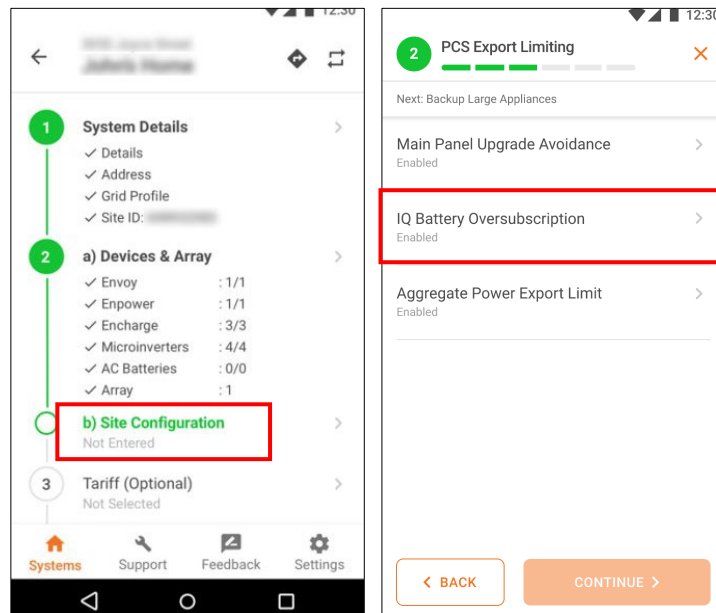 12:30
1
System Details
Details
Address
Grid Profile
Site ID:
2
a) Devices & Array
Envoy : 1/1
Enpower : 1/1
Encharge : 3/3
Microinverters : 4/4
AC Batteries : 0/0
Array : 1
b) Site Configuration
Not Entered
3
Tariff (Optional)
Not Selected
Systems
Support
Feedback
Settings
12:30
2
PCS Export Limiting
Next: Backup Large Appliances
Main Panel Upgrade Avoidance
Enabled
IQ Battery Oversubscription
Enabled
Aggregate Power Export Limit
Enabled
BACK
CONTINUE